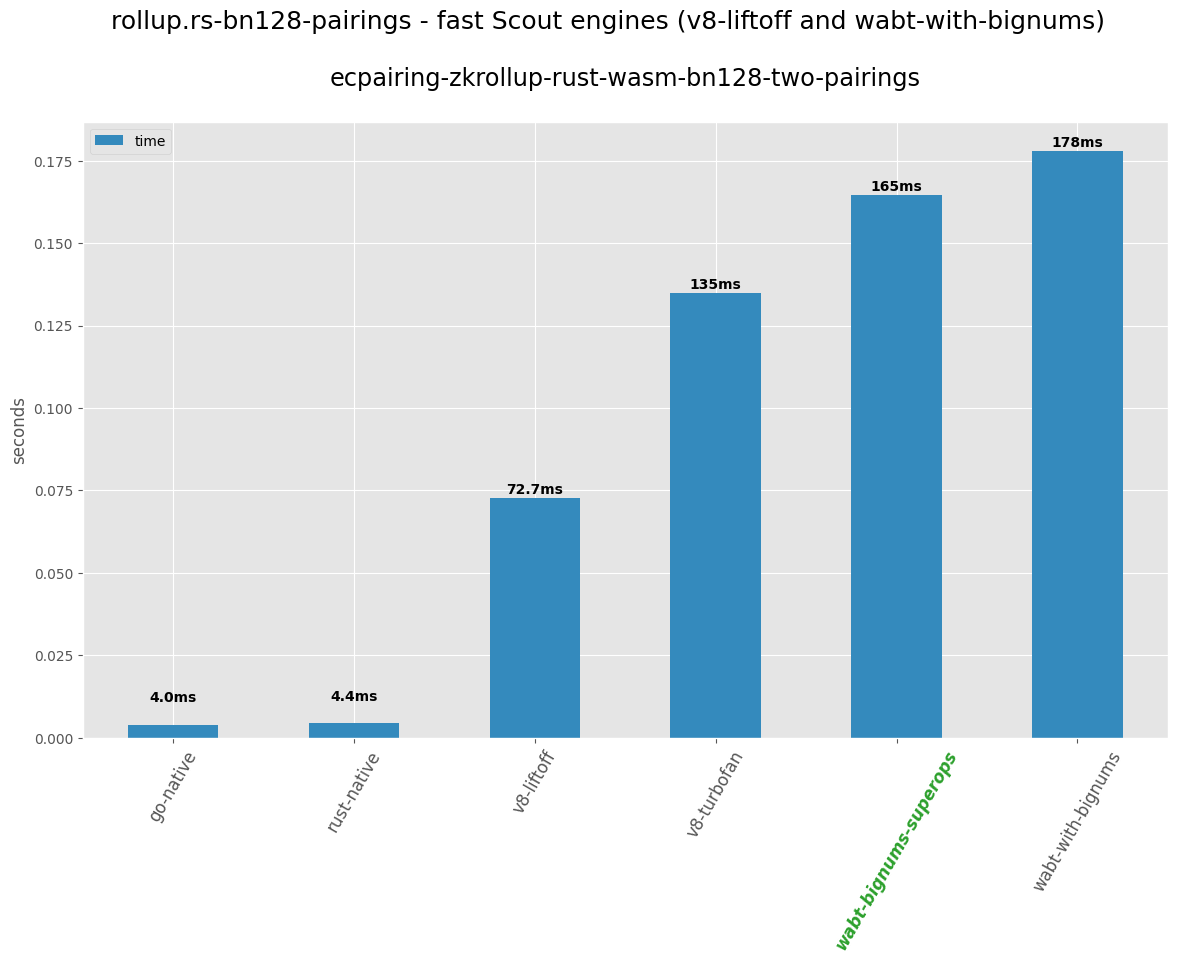 rollup.rs-bn128-pairings - fast Scout engines (v8-liftoff and wabt-with-bignums)
ecpairing-zkrollup-rust-wasm-bn128-two-pairings
time
seconds
0.175
0.150
0.125
0.100
0.075
0.050
0.025
0.000
4.0ms
4.4ms
72.7ms
135ms
165ms
178ms
go-native
rust-native
v8-liftoff
v8-turbofan
wabt-bignums-superops
wabt-with-bignums